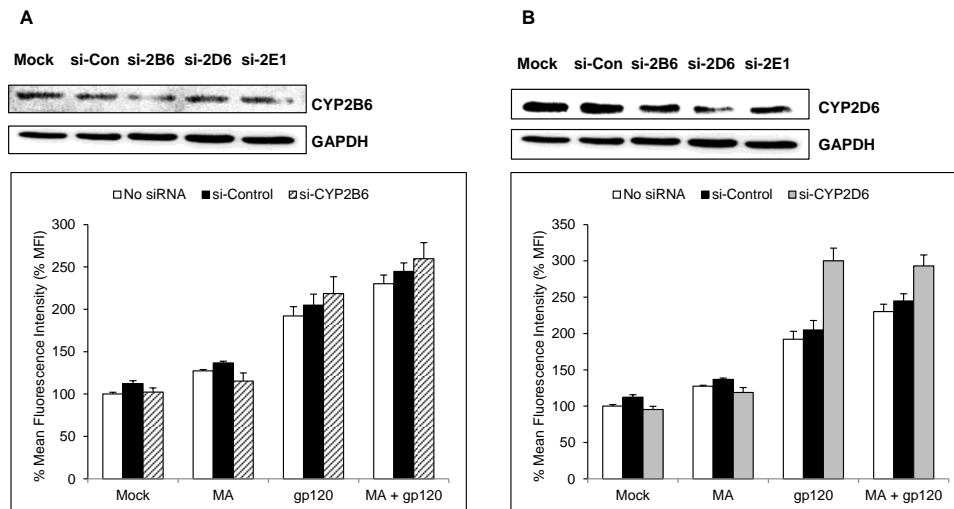 A
Mock si-Con si-2B6 si-2D6 si-2E1
CYP2B6
GAPDH
No siRNA si-Control si-CYP2B6
% Mean Fluorescence Intensity (% MFI)
300
250
200
150
100
50
0
Mock MA gp120 MA + gp120
B
Mock si-Con si-2B6 si-2D6 si-2E1
CYP2D6
GAPDH
No siRNA si-Control si-CYP2D6
% Mean Fluorescence Intensity (% MFI)
350
300
250
200
150
100
50
0
Mock MA gp120 MA + gp120